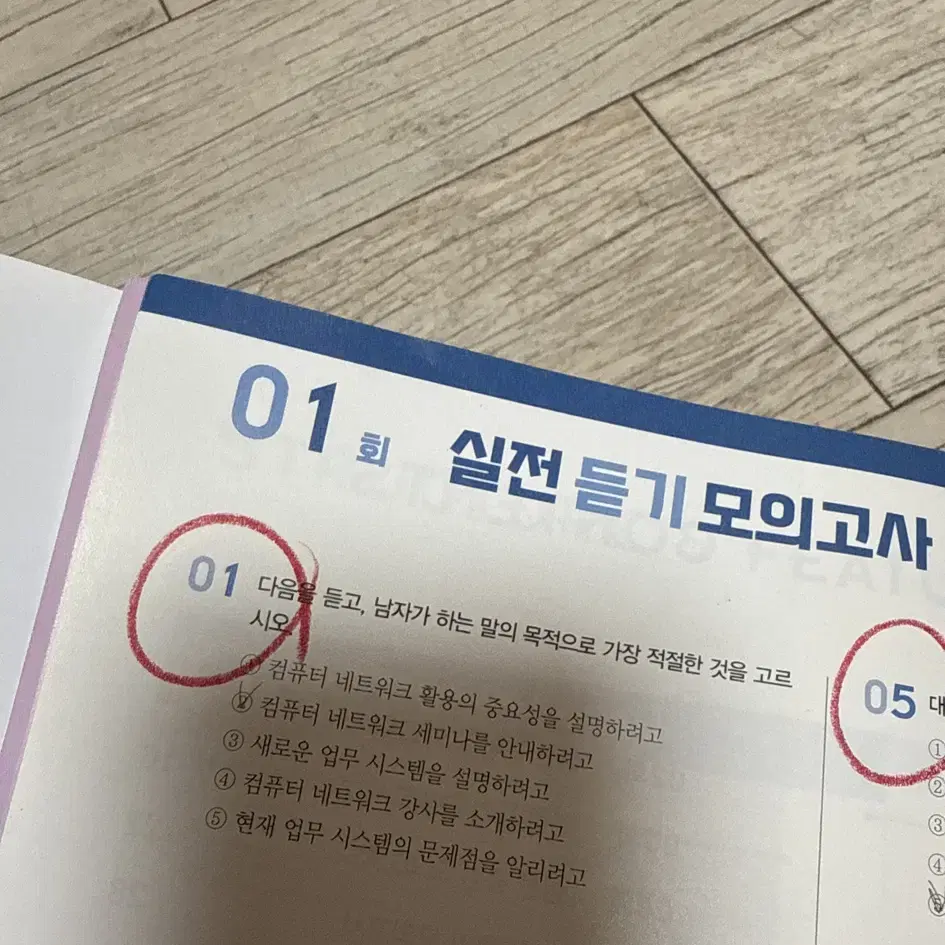 01 회 실전 듣기 모의고사
01 다음을 듣고, 남자가 하는 말의 목적으로 가장 적절한 것을 고르
시오.
① 컴퓨터 네트워크 활용의 중요성을 설명하려고
② 컴퓨터 네트워크 세미나를 안내하려고
③ 새로운 업무 시스템을 설명하려고
④ 컴퓨터 네트워크 강사를 소개하려고
⑤ 현재 업무 시스템의 문제점을 알리려고
05 대
①
②
③
④
⑤